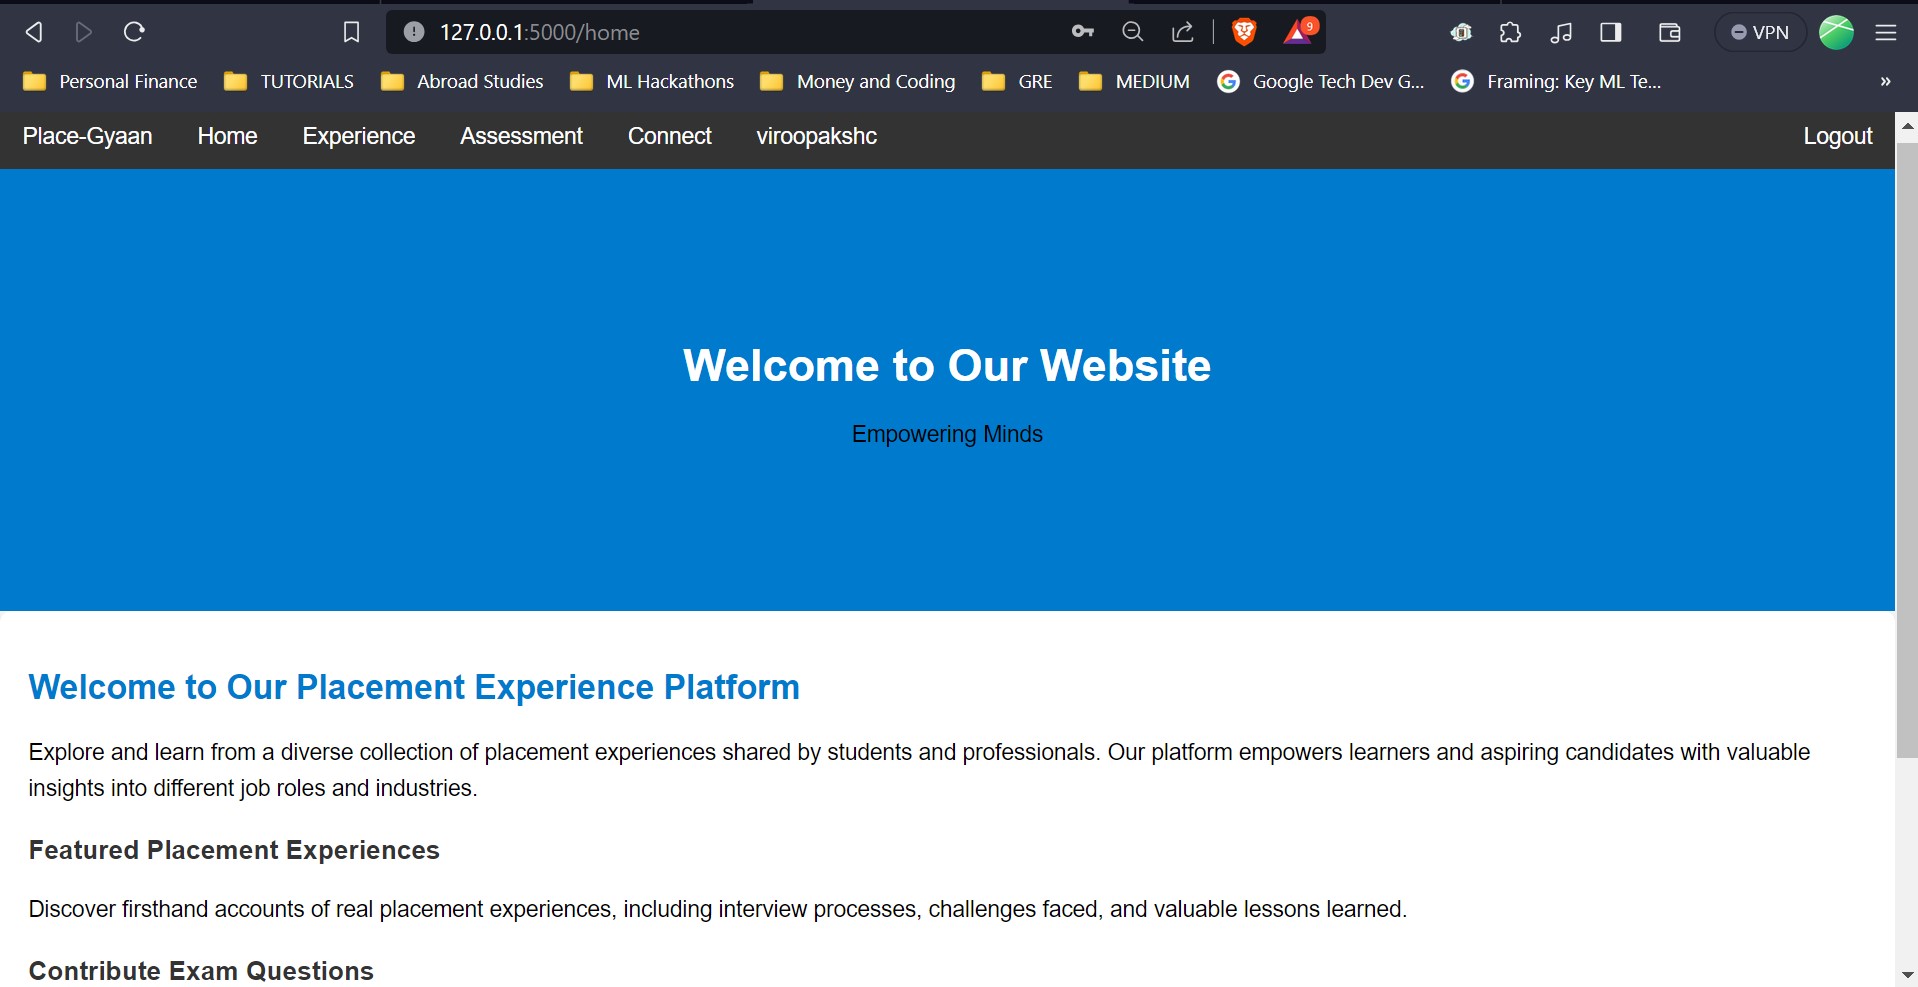 127.0.0.1:5000/home
9
VPN
Personal Finance TUTORIALS Abroad Studies ML Hackathons Money and Coding GRE MEDIUM Google Tech Dev G... Framing: Key ML Te... »
Place-Gyaan Home Experience Assessment Connect viroopakshc Logout
Welcome to Our Website
Empowering Minds
Welcome to Our Placement Experience Platform
Explore and learn from a diverse collection of placement experiences shared by students and professionals. Our platform empowers learners and aspiring candidates with valuable
insights into different job roles and industries.
Featured Placement Experiences
Discover firsthand accounts of real placement experiences, including interview processes, challenges faced, and valuable lessons learned.
Contribute Exam Questions